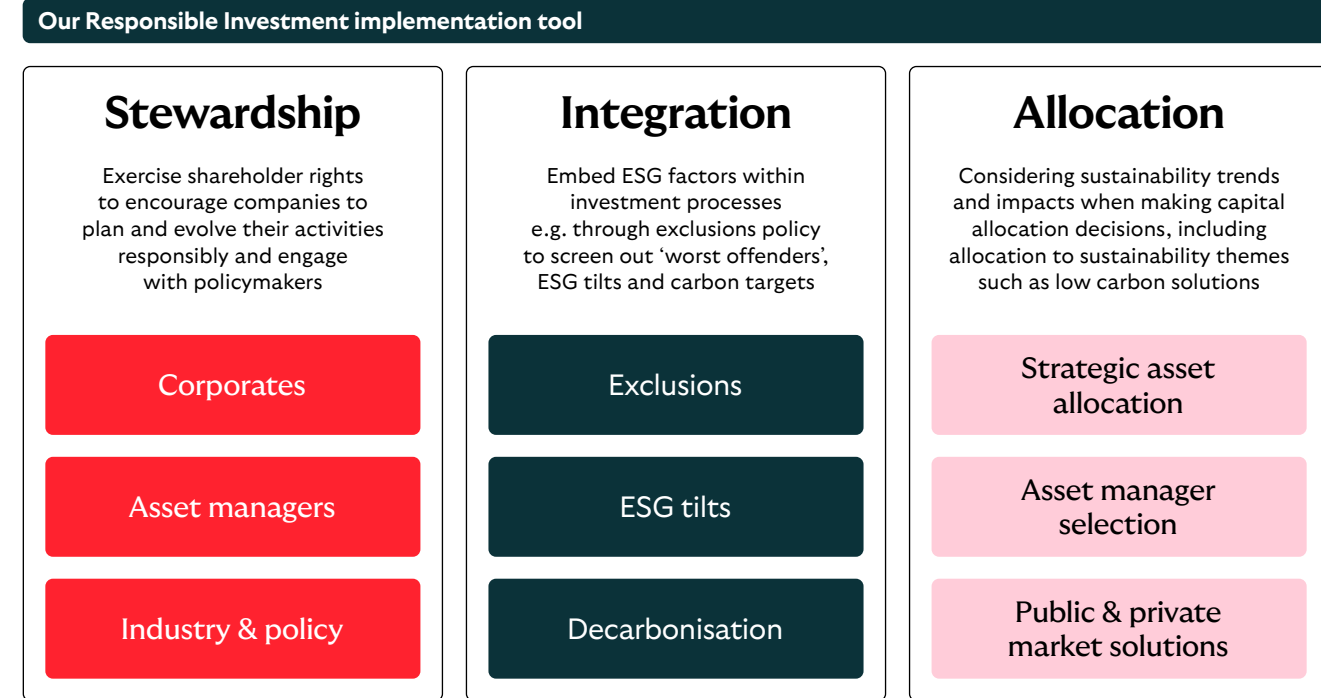 Our Responsible Investment implementation tool
Stewardship
Exercise shareholder rights
to encourage companies to
plan and evolve their activities
responsibly and engage
with policymakers
Corporates
Asset managers
Industry & policy
Integration
Embed ESG factors within
investment processes
e.g. through exclusions policy
to screen out ‘worst offenders’,
ESG tilts and carbon targets
Exclusions
ESG tilts
Decarbonisation
Allocation
Considering sustainability trends
and impacts when making capital
allocation decisions, including
allocation to sustainability themes
such as low carbon solutions
Strategic asset
allocation
Asset manager
selection
Public & private
market solutions